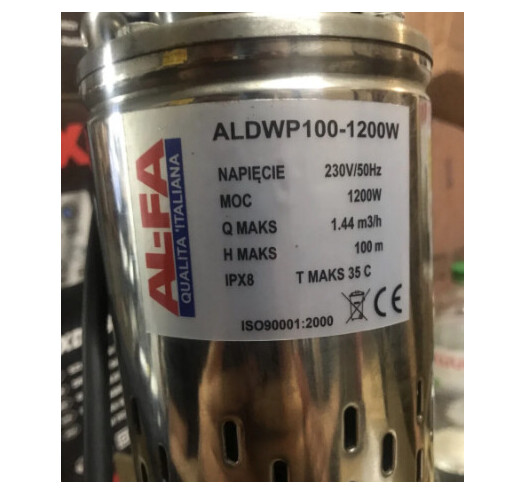 ALDWP100-1200W
AL-FA
QUALITA 'ITALIANA
NAPIĘCIE 230V/50Hz
MOC 1200W
Q MAKS 1.44 m3/h
H MAKS 100 m
IPX8 T MAKS 35 C
ISO90001:2000 CE